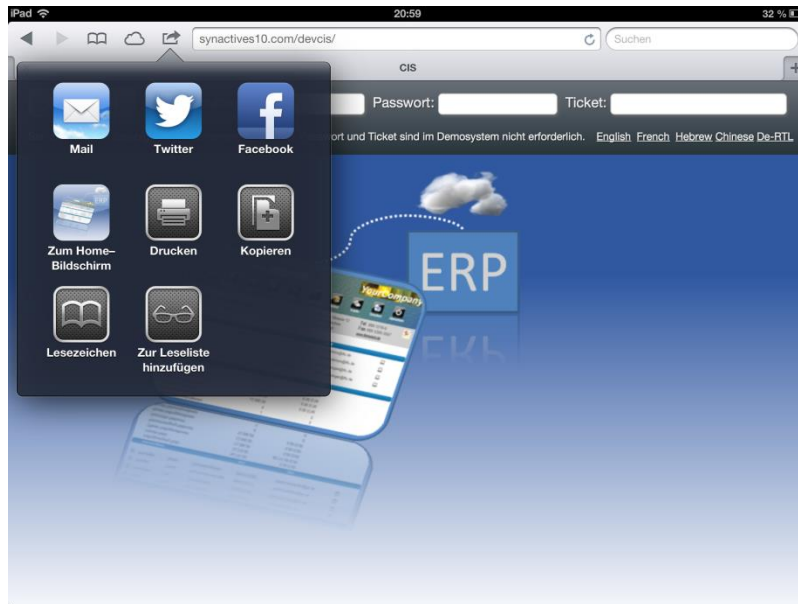 iPad 20:59 32 %
synactives10.com/devcis/ Suchen
CIS
Passwort: Ticket:
ort und Ticket sind im Demosystem nicht erforderlich. English French Hebrew Chinese De-RTL
Mail Twitter Facebook
Zum Home-
Bildschirm
Drucken Kopieren
Lesezeichen Zur Leseliste
hinzufügen
ERP
YourCompany